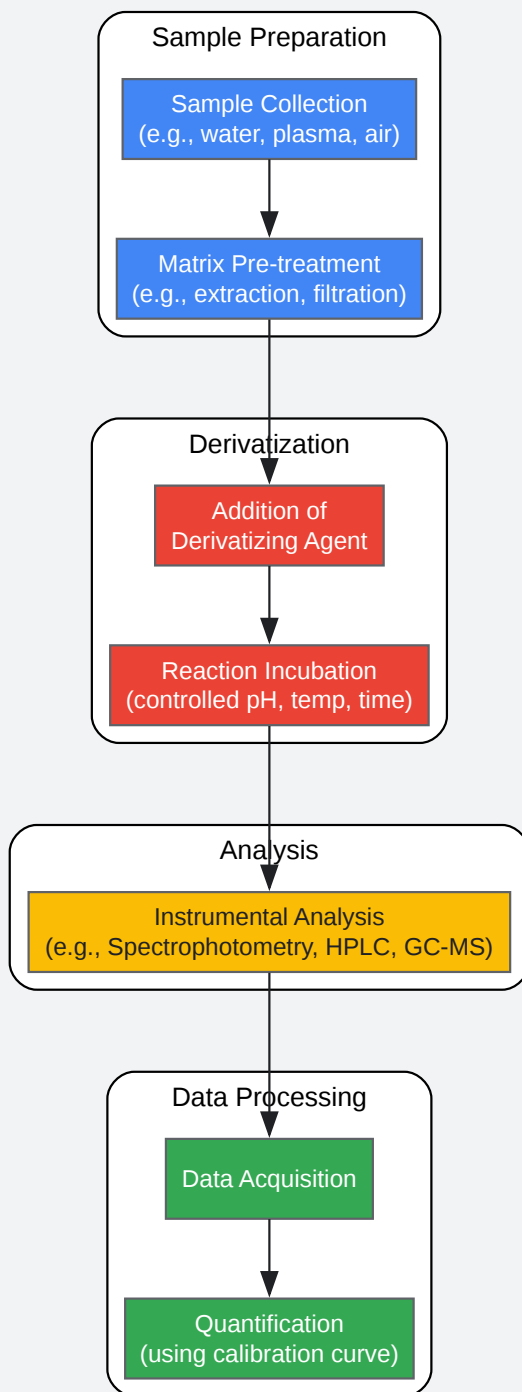 Sample Preparation
Sample Collection
(e.g., water, plasma, air)
Matrix Pre-treatment
(e.g., extraction, filtration)
Derivatization
Addition of
Derivatizing Agent
Reaction Incubation
(controlled pH, temp, time)
Analysis
Instrumental Analysis
(e.g., Spectrophotometry, HPLC, GC-MS)
Data Processing
Data Acquisition
Quantification
(using calibration curve)